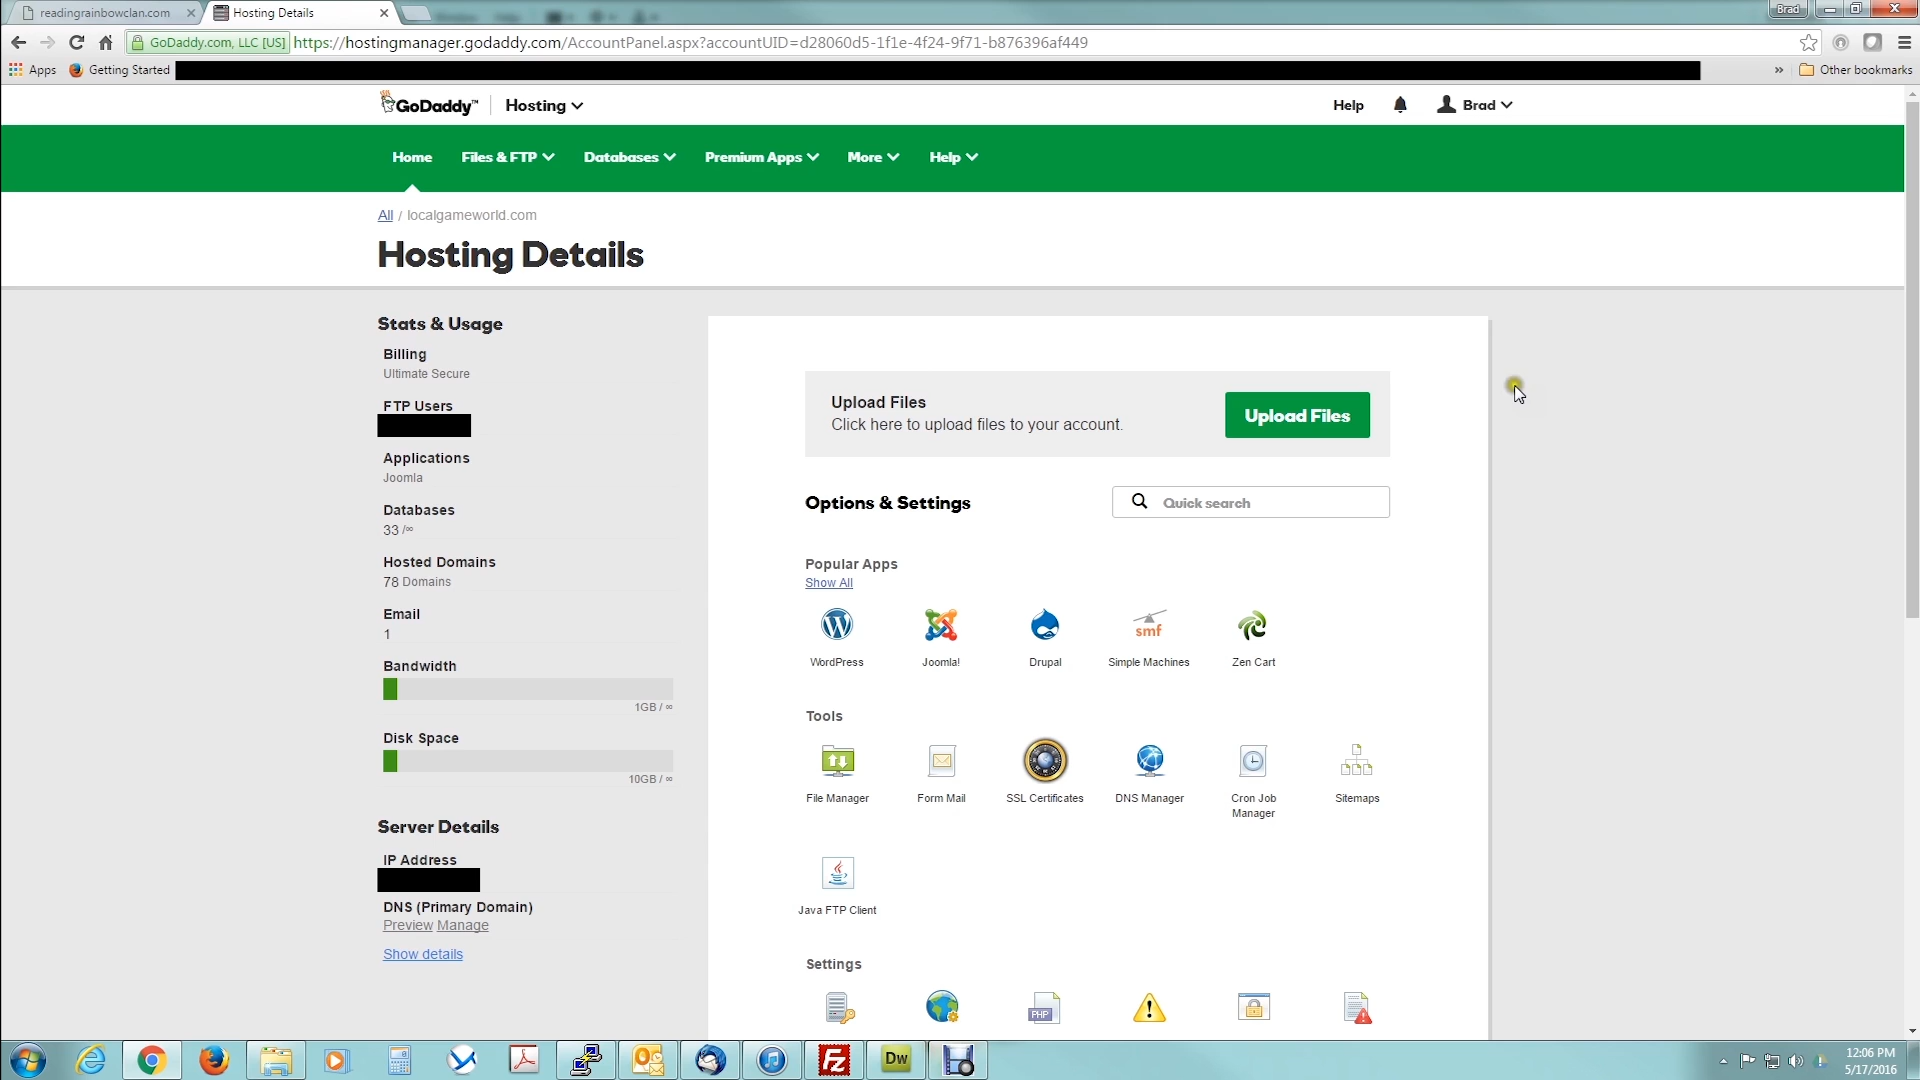 readingrainbowclan.com
Hosting Details
Brad
GoDaddy.com, LLC [US] https://hostingmanager.godaddy.com/AccountPanel.aspx?accountUID=d28060d5-1f1e-4f24-9f71-b876396af449
Apps Getting Started » Other bookmarks
GoDaddy™ Hosting Help Brad
Home Files & FTP Databases Premium Apps More Help
All / localgameworld.com
Hosting Details
Stats & Usage
Billing
Ultimate Secure
FTP Users
Applications
Joomla
Databases
33 /∞
Hosted Domains
78 Domains
Email
1
Bandwidth
1GB / ∞
Disk Space
10GB / ∞
Server Details
IP Address
DNS (Primary Domain)
Preview Manage
Show details
Upload Files
Click here to upload files to your account.
Upload Files
Options & Settings
Quick search
Popular Apps
Show All
smf
WordPress Joomla! Drupal Simple Machines Zen Cart
Tools
File Manager Form Mail SSL Certificates DNS Manager Cron Job Manager Sitemaps
Java FTP Client
Settings
PHP
Dw
12:06 PM
5/17/2016